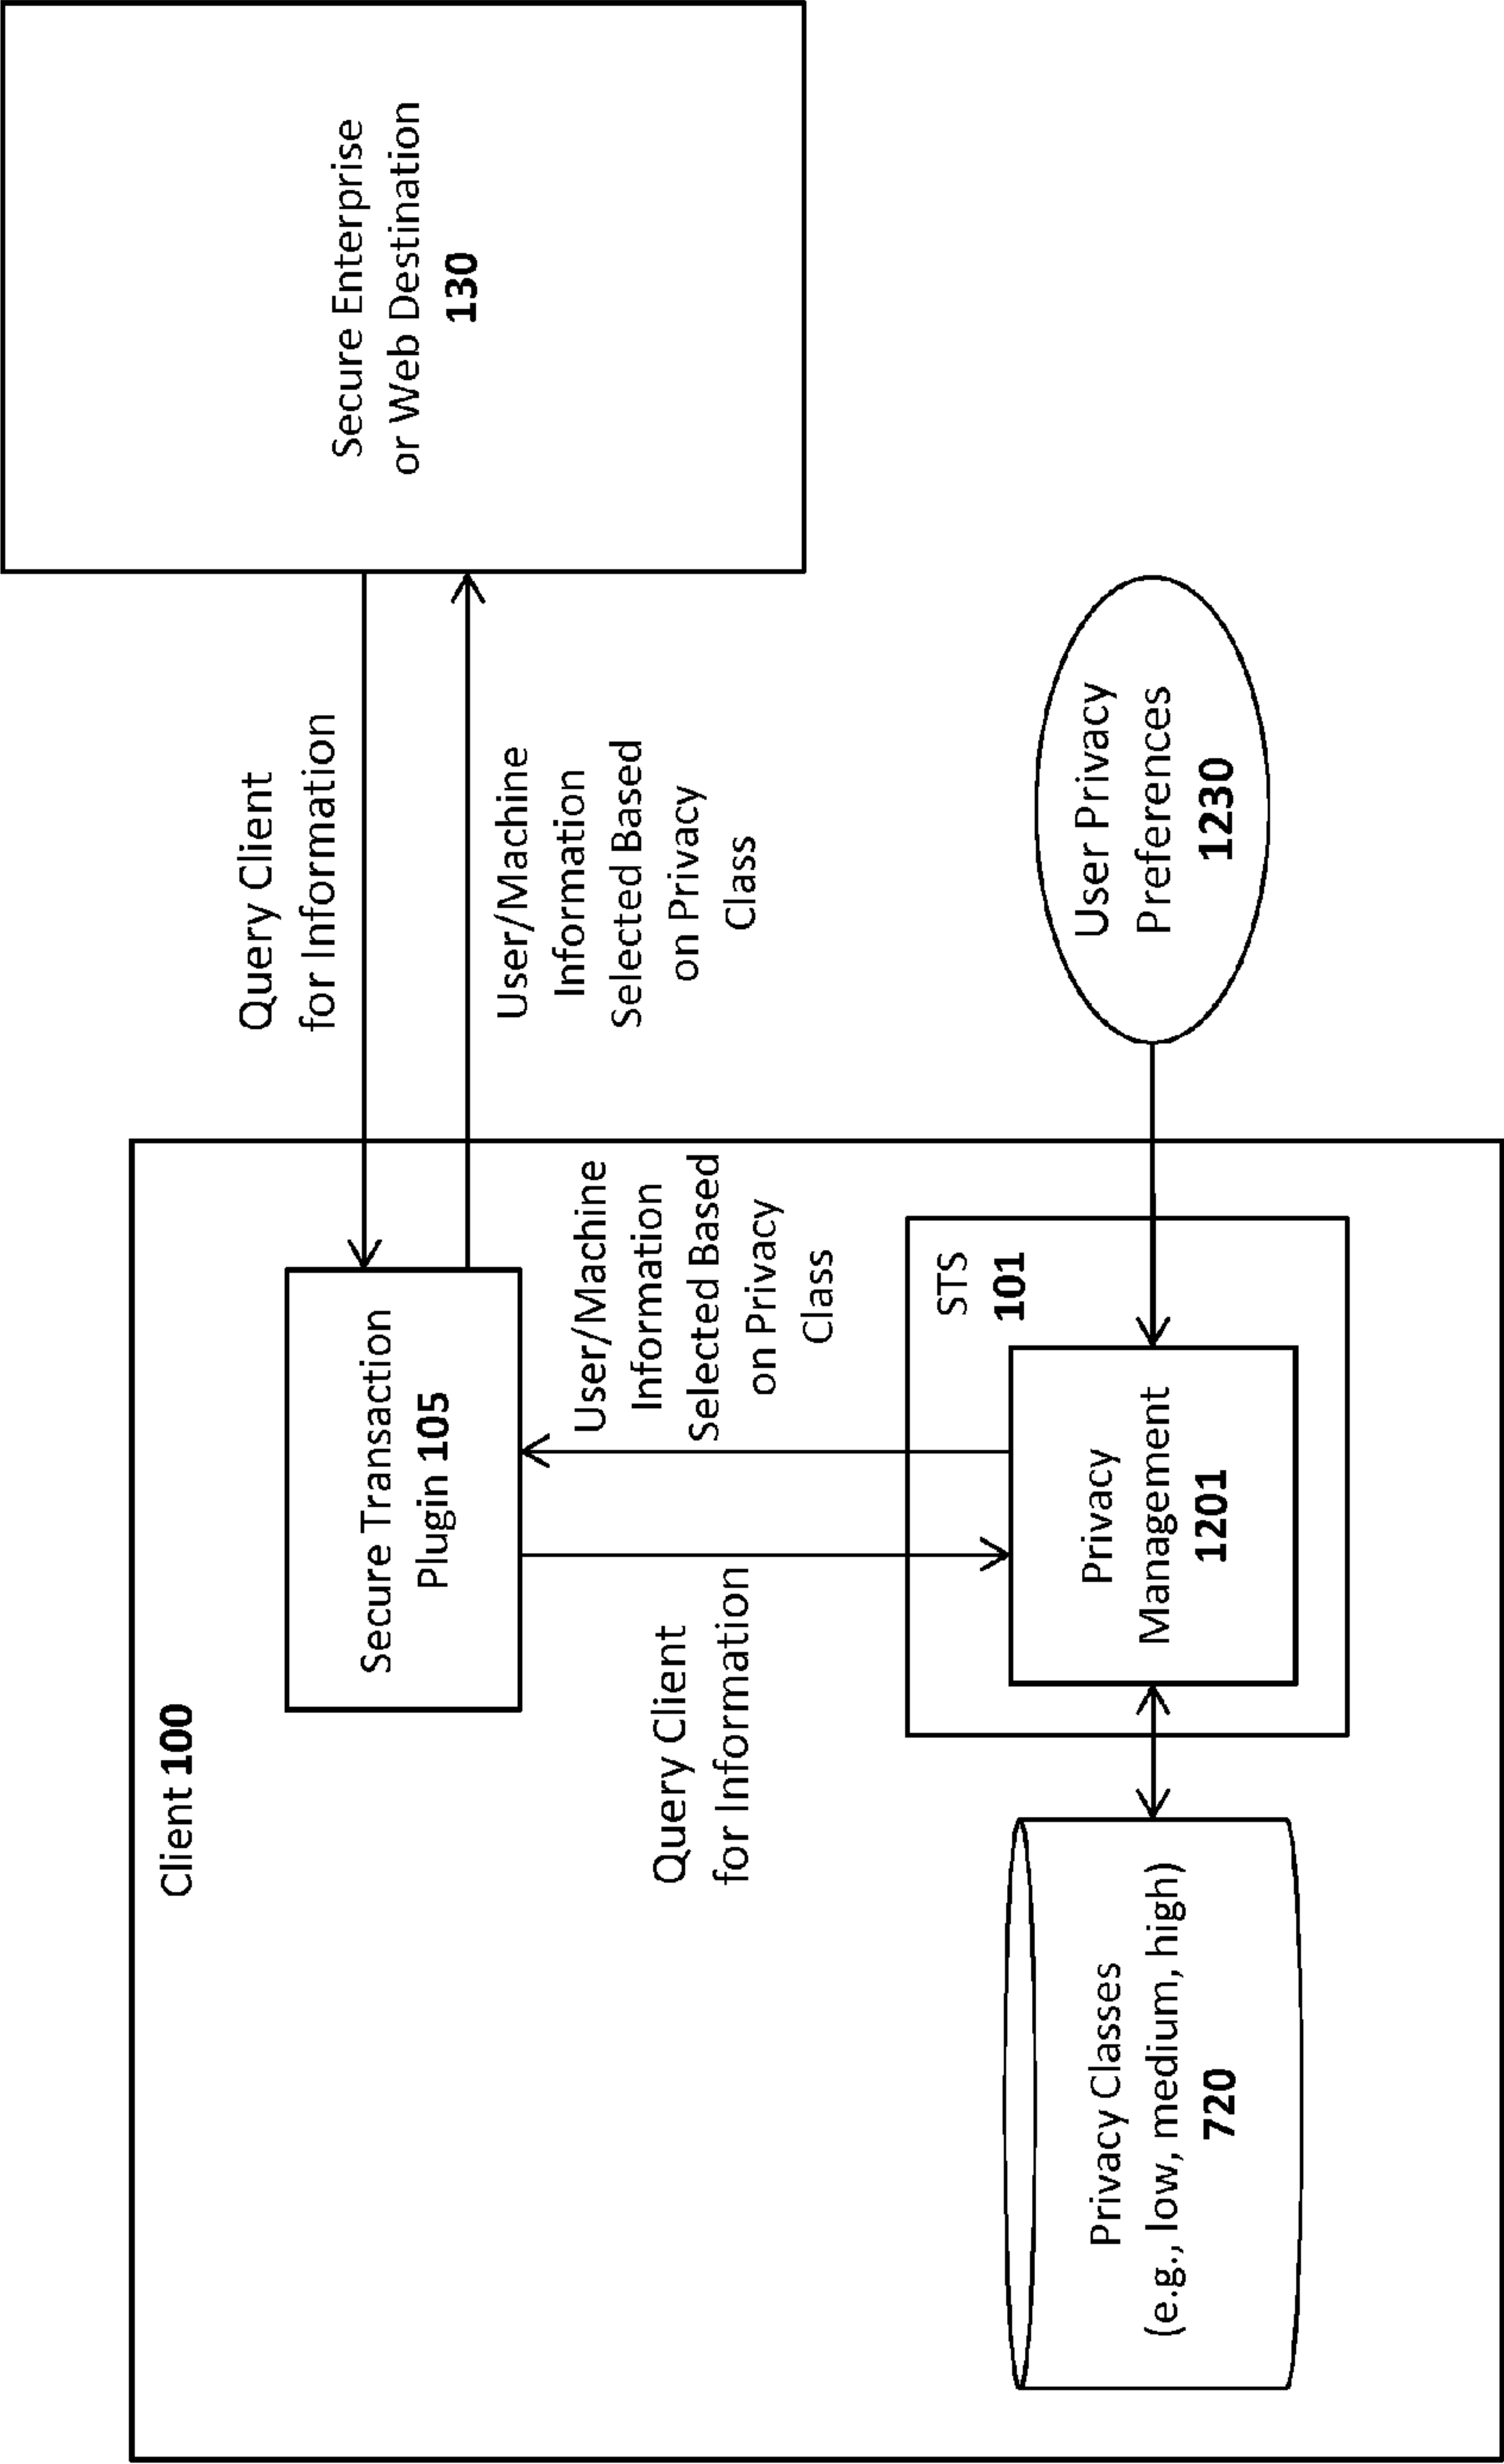 Client 100
Secure Transaction
Plugin 105
Query Client
for Information
User/Machine
Information
Selected Based
on Privacy
Class
Secure Enterprise
or Web Destination
130
Query Client
for Information
User/Machine
Information
Selected Based
on Privacy
Class
STS
101
Privacy Classes
(e.g., low, medium, high)
720
Privacy
Management
1201
User Privacy
Preferences
1230